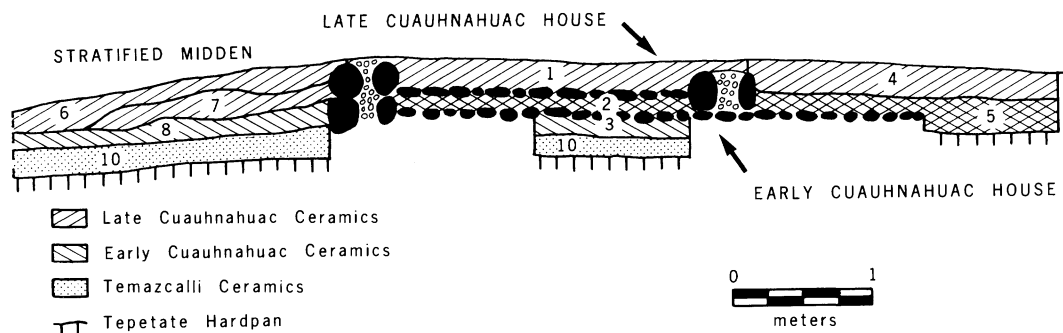 LATE CUAUHNAHUAC HOUSE
STRATIFIED MIDDEN
1
4
2
6
7
3
5
8
10
10
EARLY CUAUHNAHUAC HOUSE
Late Cuauhnahuac Ceramics
Early Cuauhnahuac Ceramics
Temazcalli Ceramics
Tepetate Hardpan
0 1
meters